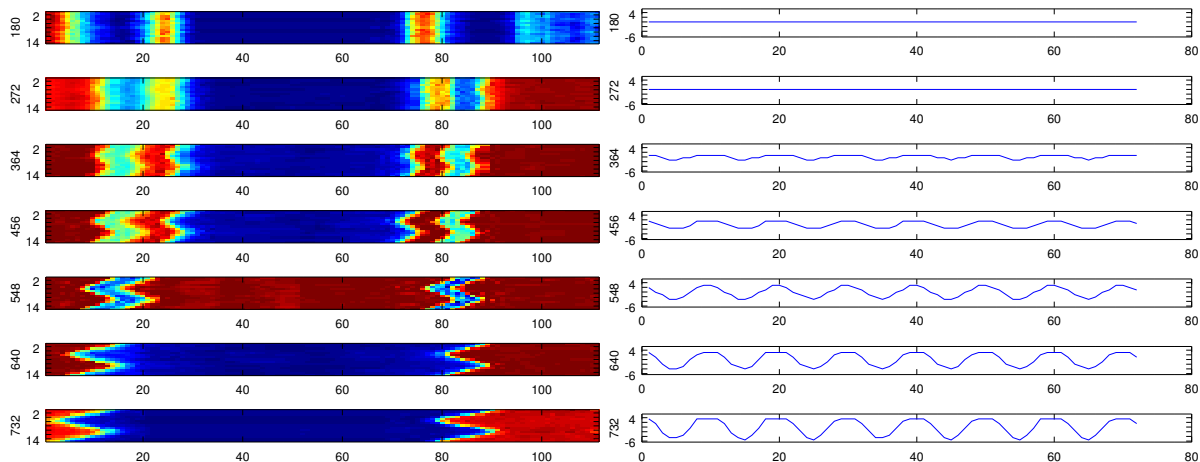 180 2 14 20 40 60 80 100
180 4 -6 0 20 40 60 80
272 2 14 20 40 60 80 100
272 4 -6 0 20 40 60 80
364 2 14 20 40 60 80 100
364 4 -6 0 20 40 60 80
456 2 14 20 40 60 80 100
456 4 -6 0 20 40 60 80
548 2 14 20 40 60 80 100
548 4 -6 0 20 40 60 80
640 2 14 20 40 60 80 100
640 4 -6 0 20 40 60 80
732 2 14 20 40 60 80 100
732 4 -6 0 20 40 60 80